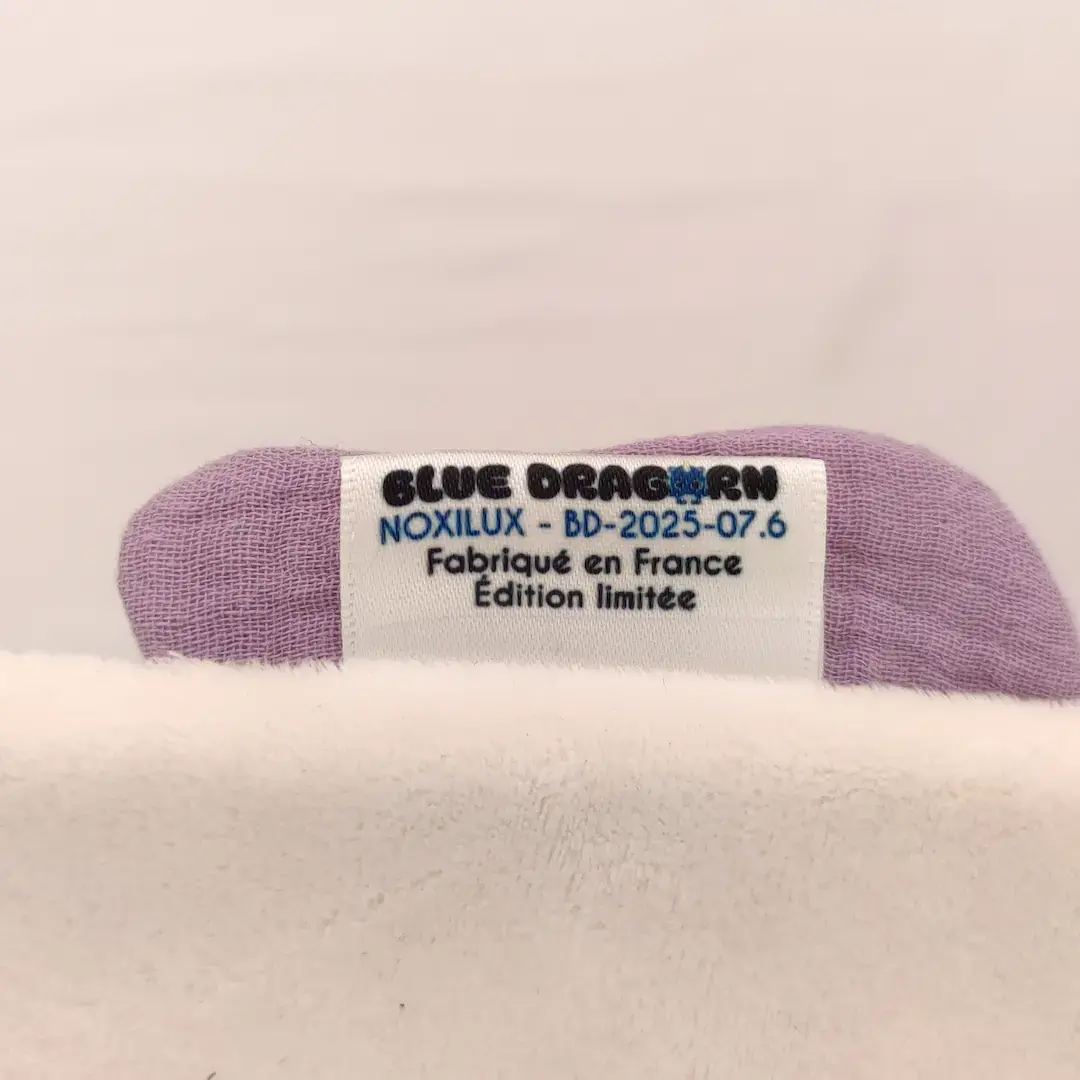 BLUE DRAGORN
NOXILUX - BD-2025-07.6
Fabriqué en France
Édition limitée